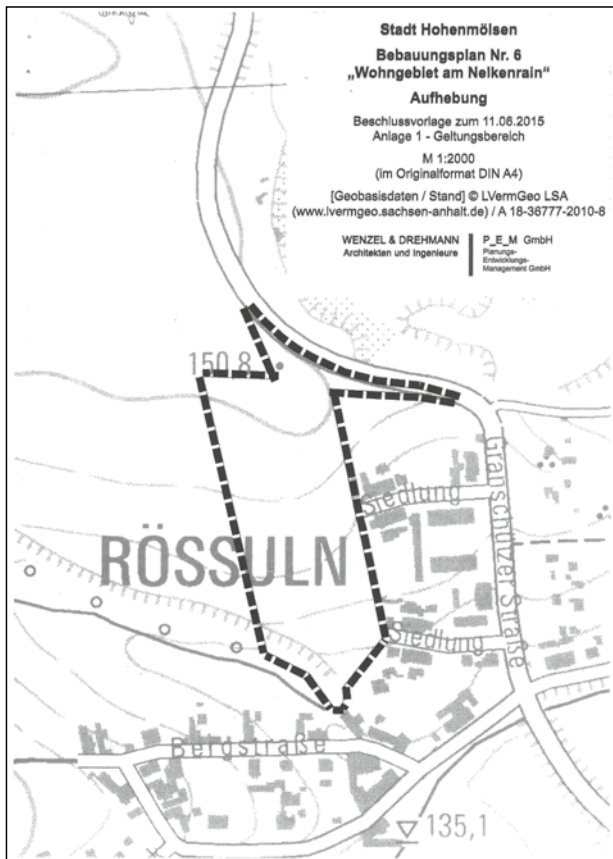 Stadt Hohenmölsen
Bebauungsplan Nr. 6
„Wohngebiet am Nelkenrain"
Aufhebung
Beschlussvorlage zum 11.06.2015
Anlage 1 - Geltungsbereich
M 1:2000
(im Originalformat DIN A4)
[Geobasisdaten / Stand] © LVermGeo LSA
(www.lvermgeo.sachsen-anhalt.de) / A 18-36777-2010-8
WENZEL & DREHMANN
Architekten und Ingenieure
P_E_M GmbH
Planungs-
Entwicklungs-
Management GmbH
150,8
Siedlung
Grauschützer Straße
RÖSSULN
Siedlung
Bergstraße
135,1